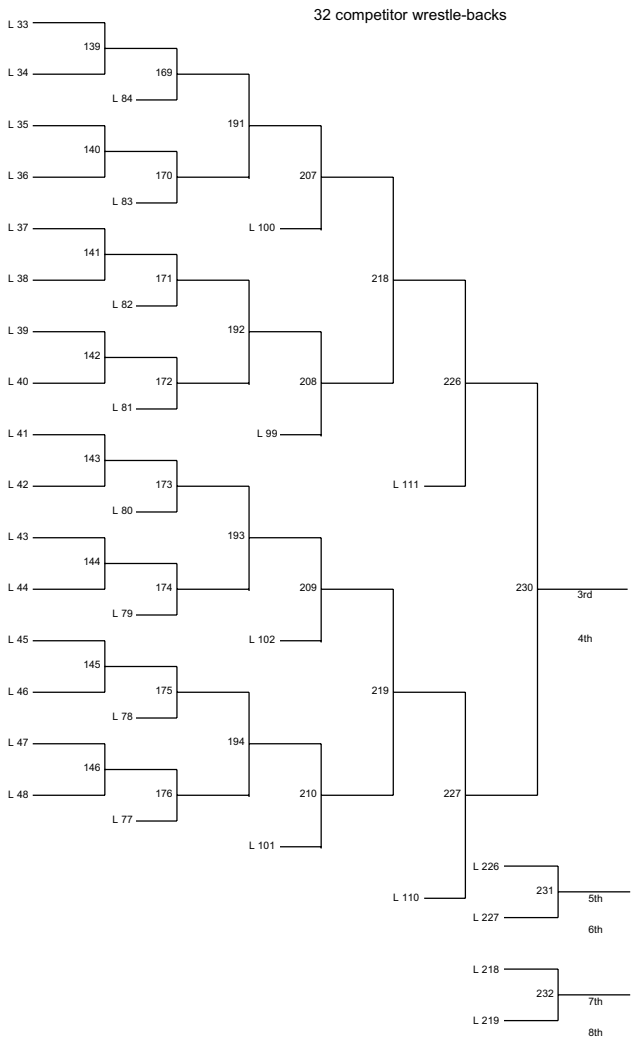 32 competitor wrestle-backs
L 33
139
L 34
169
L 84
L 35
191
140
L 36
170
207
L 83
L 37
L 100
141
L 38
171
218
L 82
L 39
192
142
L 40
172
208
226
L 81
L 41
L 99
143
L 42
173
L 111
L 80
L 43
193
144
L 44
174
209
230
3rd
L 79
L 45
L 102
4th
145
L 46
175
219
L 78
L 47
194
146
L 48
176
210
227
L 77
L 101
L 226
231
L 110
5th
L 227
6th
L 218
232
7th
L 219
8th